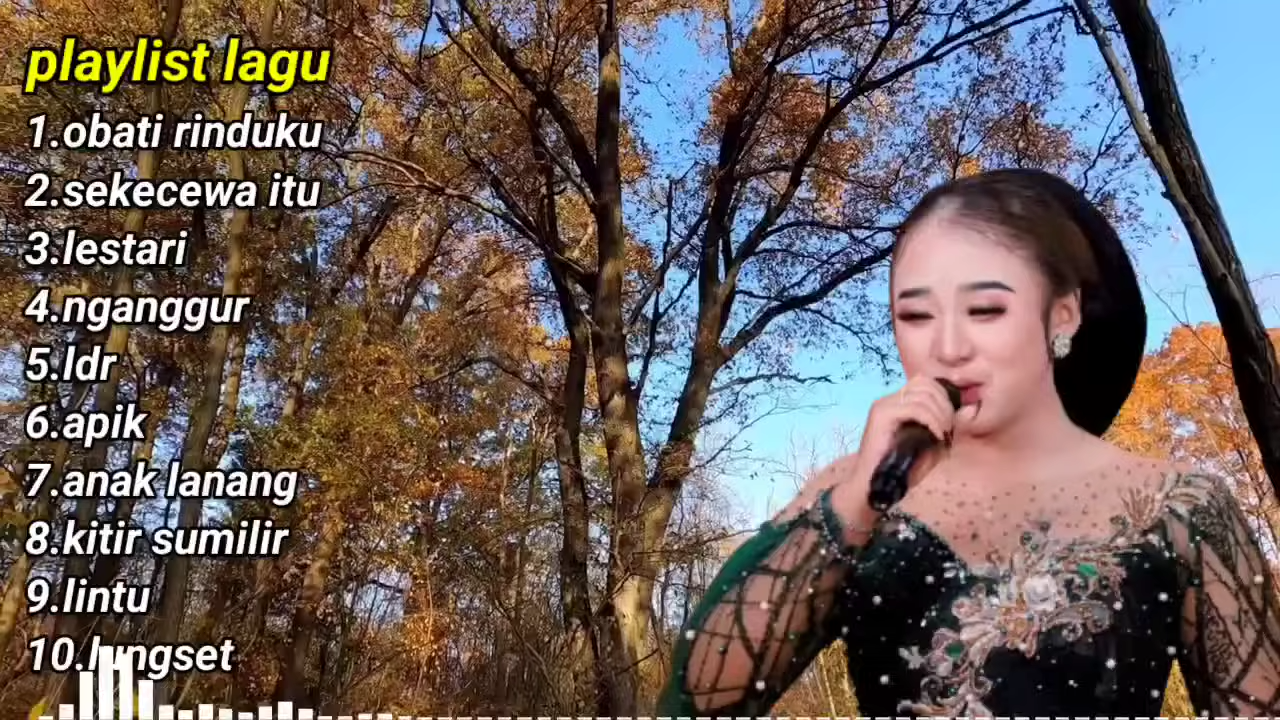 playlist lagu
1.obati rinduku
2.sekecewa itu
3.lestari
4.nganggur
5.ldr
6.apik
7.anak lanang
8.kitir sumilir
9.lintu
10.lungset